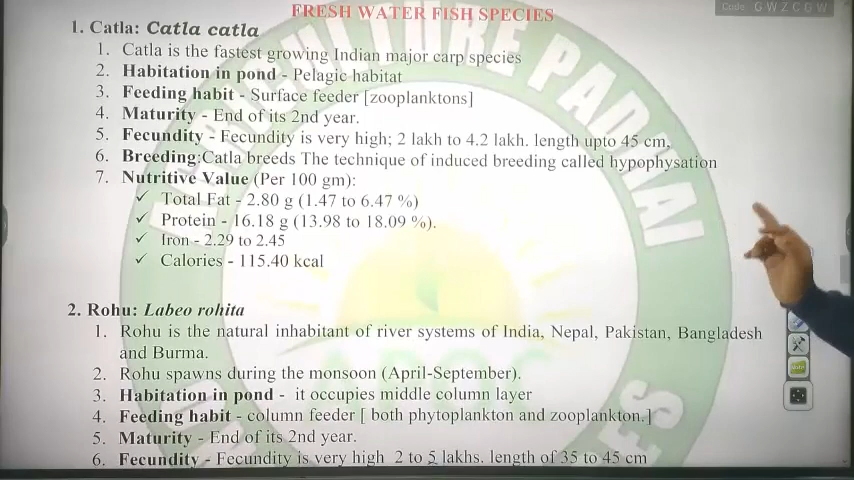 Code: G W Z C G W
FRESH WATER FISH SPECIES
1. Catla: Catla catla
1. Catla is the fastest growing Indian major carp species
2. Habitation in pond - Pelagic habitat
3. Feeding habit - Surface feeder [zooplanktons]
4. Maturity - End of its 2nd year.
5. Fecundity - Fecundity is very high; 2 lakh to 4.2 lakh. length upto 45 cm,
6. Breeding:Catla breeds The technique of induced breeding called hypophysation
7. Nutritive Value (Per 100 gm):
✓ Total Fat - 2.80 g (1.47 to 6.47 %)
✓ Protein - 16.18 g (13.98 to 18.09 %).
✓ Iron - 2.29 to 2.45
✓ Calories - 115.40 kcal
2. Rohu: Labeo rohita
1. Rohu is the natural inhabitant of river systems of India, Nepal, Pakistan, Bangladesh
and Burma.
2. Rohu spawns during the monsoon (April-September).
3. Habitation in pond - it occupies middle column layer
4. Feeding habit - column feeder [ both phytoplankton and zooplankton.]
5. Maturity - End of its 2nd year.
6. Fecundity - Fecundity is very high 2 to 5 lakhs. length of 35 to 45 cm